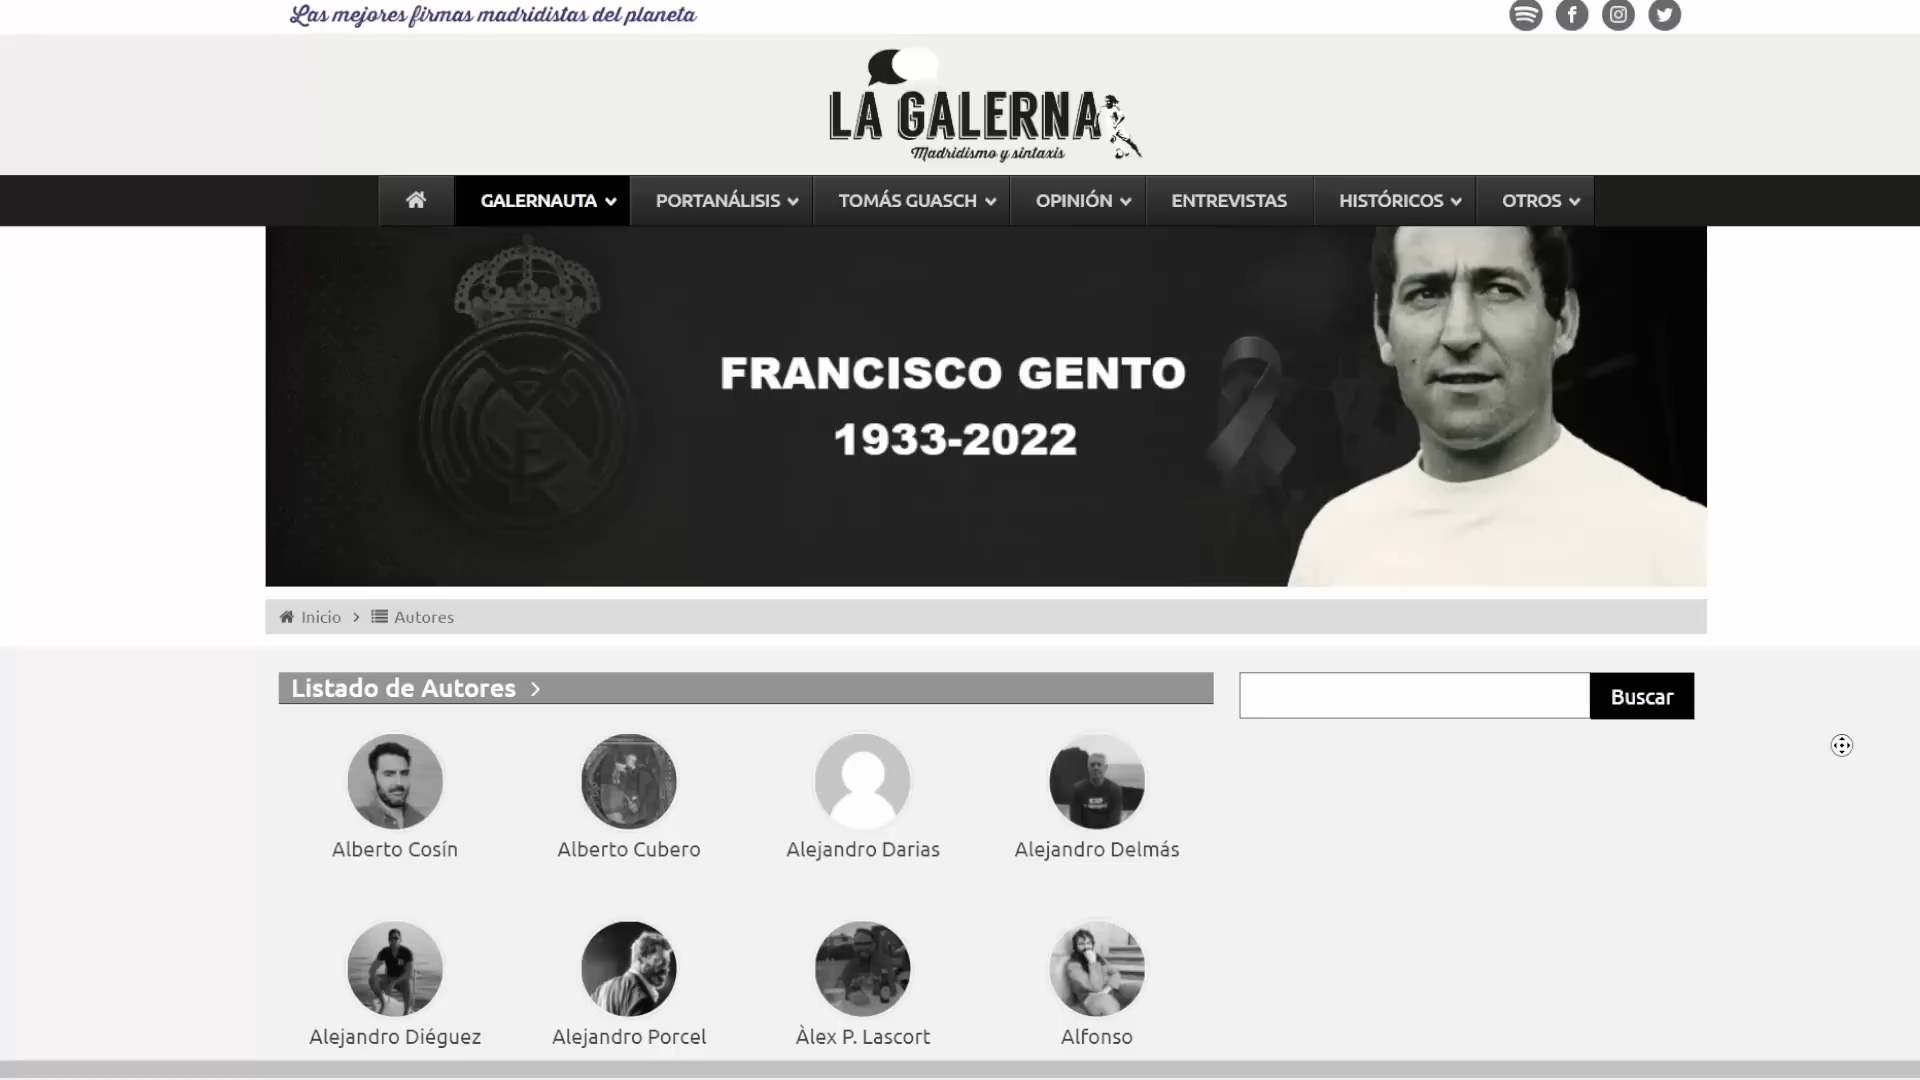 Las mejores firmas madridistas del planeta
LA GALERNA
Madridismo y sintaxis
GALERNAUTA
PORTANÁLISIS
TOMÁS GUASCH
OPINIÓN
ENTREVISTAS
HISTÓRICOS
OTROS
FRANCISCO GENTO
1933-2022
Inicio
Autores
Listado de Autores
Buscar
Alberto Cosín
Alberto Cubero
Alejandro Darias
Alejandro Delmás
Alejandro Diéguez
Alejandro Porcel
Àlex P. Lascort
Alfonso